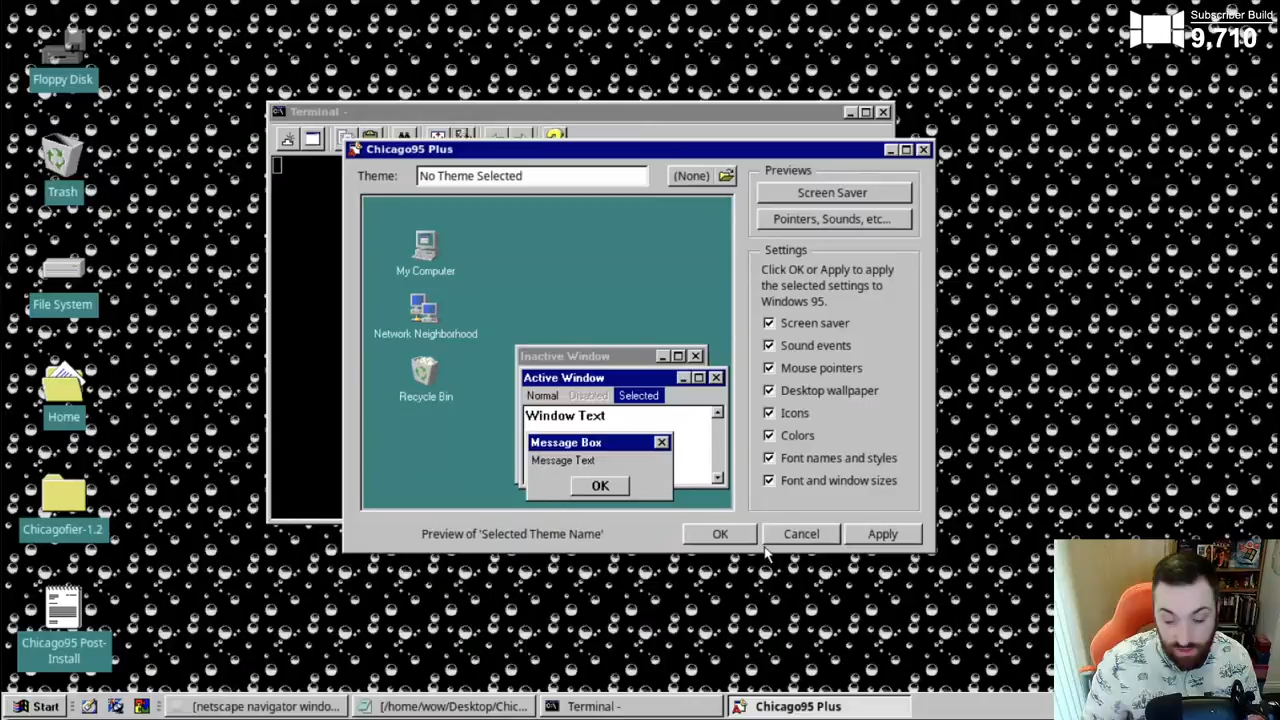 Subscriber Build
9,710
Floppy Disk
Trash
File System
Home
Chicagofier-1.2
Chicago95 Post-
Install
Terminal -
Chicago95 Plus
Theme:
No Theme Selected
(None)
My Computer
Network Neighborhood
Recycle Bin
Inactive Window
Active Window
Normal Disabled Selected
Window Text
Message Box
Message Text
OK
Preview of 'Selected Theme Name'
OK
Cancel
Apply
Previews
Screen Saver
Pointers, Sounds, etc...
Settings
Click OK or Apply to apply
the selected settings to
Windows 95.
Screen saver
Sound events
Mouse pointers
Desktop wallpaper
Icons
Colors
Font names and styles
Font and window sizes
Start
[netscape navigator windo...
[/home/wow/Desktop/Chic...
Terminal -
Chicago95 Plus